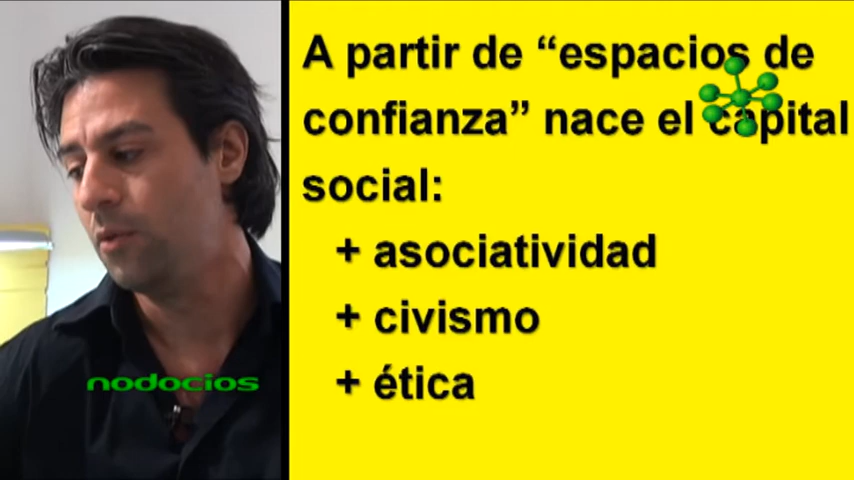 A partir de “espacios de
confianza” nace el capital
social:
+ asociatividad
+ civismo
+ ética
nodocios